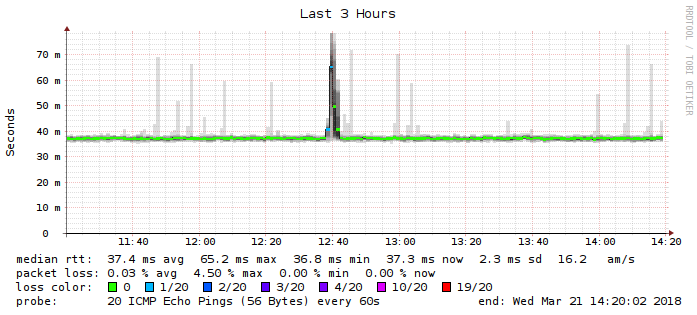 Last 3 Hours
RRDTOOL / TOBI OETIKER
Seconds
70 m
60 m
50 m
40 m
30 m
20 m
10 m
0
11:40 12:00 12:20 12:40 13:00 13:20 13:40 14:00 14:20
median rtt: 37.4 ms avg 65.2 ms max 36.8 ms min 37.3 ms now 2.3 ms sd 16.2 am/s
packet loss: 0.03 % avg 4.50 % max 0.00 % min 0.00 % now
loss color: 0 1/20 2/20 3/20 4/20 10/20 19/20
probe: 20 ICMP Echo Pings (56 Bytes) every 60s end: Wed Mar 21 14:20:02 2018